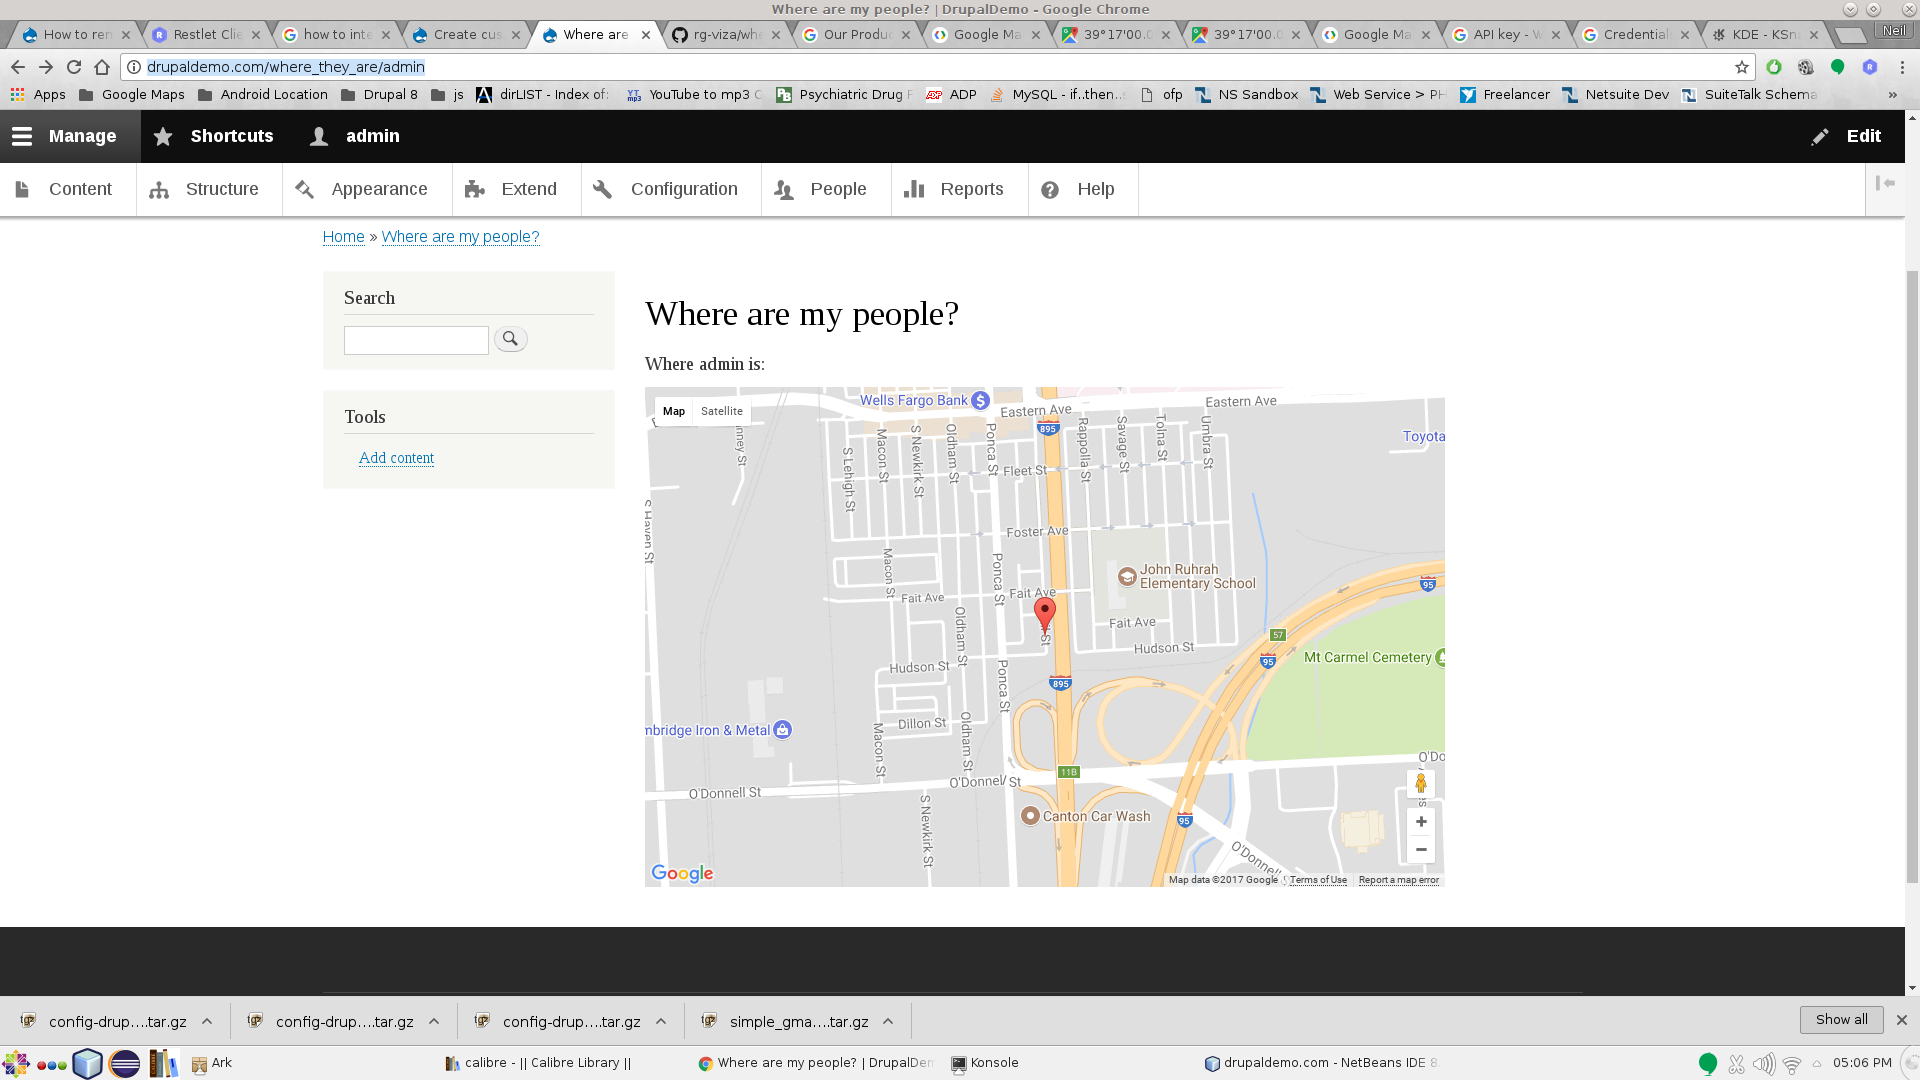 Where are my people? | DrupalDemo - Google Chrome
How to ren
Restlet Clie
how to inte
Create cus
Where are
rg-viza/whe
Our Produc
Google Ma
39°17'00.0
39°17'00.0
Google Ma
API key - W
Credential
KDE - KSn
Neil
drupaldemo.com/where_they_are/admin
Apps
Google Maps
Android Location
Drupal 8
js
dirLIST - Index of
YouTube to mp3 C
Psychiatric Drug F
ADP
MySQL - if..then..
ofp
NS Sandbox
Web Service > PH
Freelancer
Netsuite Dev
SuiteTalk Schema
»
Manage
Shortcuts
admin
Edit
Content
Structure
Appearance
Extend
Configuration
People
Reports
Help
Home » Where are my people?
Search
Tools
Add content
Where are my people?
Where admin is:
Map
Satellite
Wells Fargo Bank
Eastern Ave
Eastern Ave
895
Toyota
nney St
S Lehigh St
Macon St
S Newkirk St
Oldham St
Ponca St
Rappolla St
Savage St
Tolna St
Umbra St
Fleet St
S Haven St
Foster Ave
Macon St
Ponca St
John Ruhrah
Elementary School
95
Fait Ave
Fait Ave
Oldham St
St
Fait Ave
57
Hudson St
Hudson St
95
Mt Carmel Cemetery
Ponca St
895
mbridge Iron & Metal
Macon St
Dillon St
Oldham St
O'Do
11B
O'Donnell St
O'Donnel
St
S Newkirk St
Canton Car Wash
95
O'Donnell S
+
−
Google
Map data ©2017 Google
Terms of Use
Report a map error
config-drup....tar.gz
config-drup....tar.gz
config-drup....tar.gz
simple_gma....tar.gz
Show all
Ark
calibre - || Calibre Library ||
Where are my people? | DrupalDem
Konsole
drupaldemo.com - NetBeans IDE 8.
05:06 PM